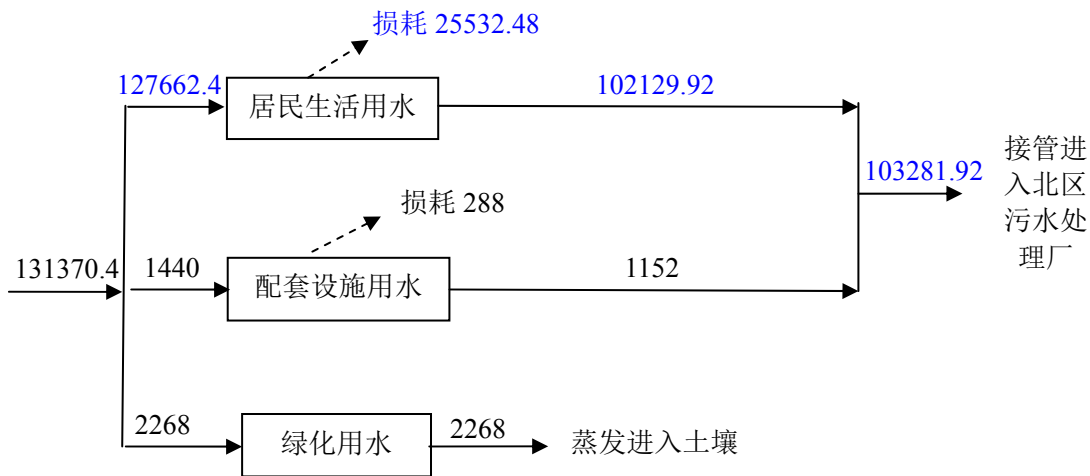 损耗 25532.48
127662.4
居民生活用水
102129.92
接管进
入北区
污水处
理厂
103281.92
损耗 288
131370.4
1440
配套设施用水
1152
2268
绿化用水
2268
蒸发进入土壤